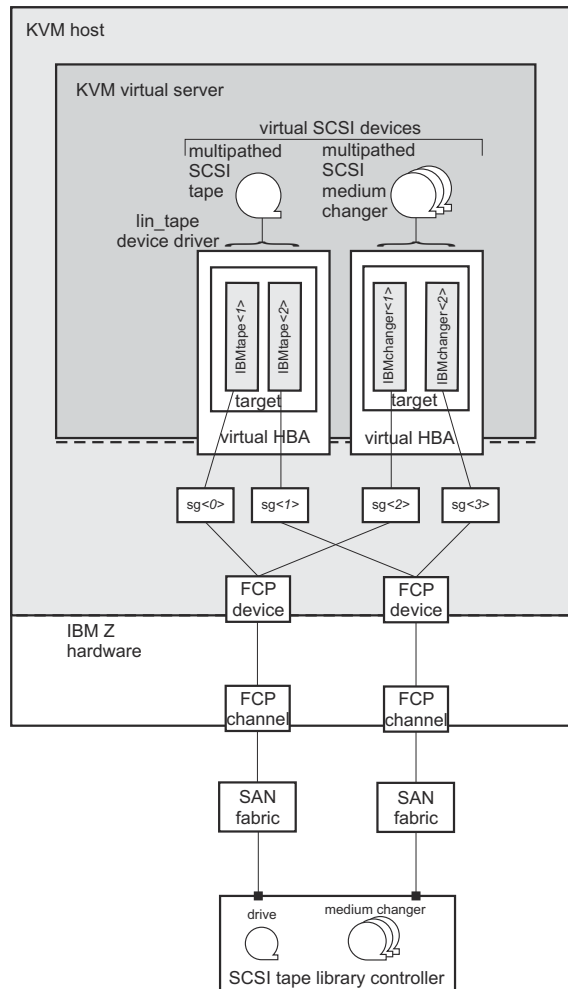 KVM host
KVM virtual server
virtual SCSI devices
multipathed
SCSI
tape
multipathed
SCSI
medium
changer
lin_tape
device driver
IBMtape<1>
IBMtape<2>
IBMchanger<1>
IBMchanger<2>
target
target
virtual HBA
virtual HBA
sg<0>
sg<1>
sg<2>
sg<3>
FCP
device
FCP
device
IBM Z
hardware
FCP
channel
FCP
channel
SAN
fabric
SAN
fabric
drive
medium changer
SCSI tape library controller